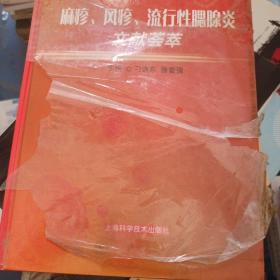 麻疹、风疹、流行性腮腺炎
文献荟萃
上海科学技术出版社